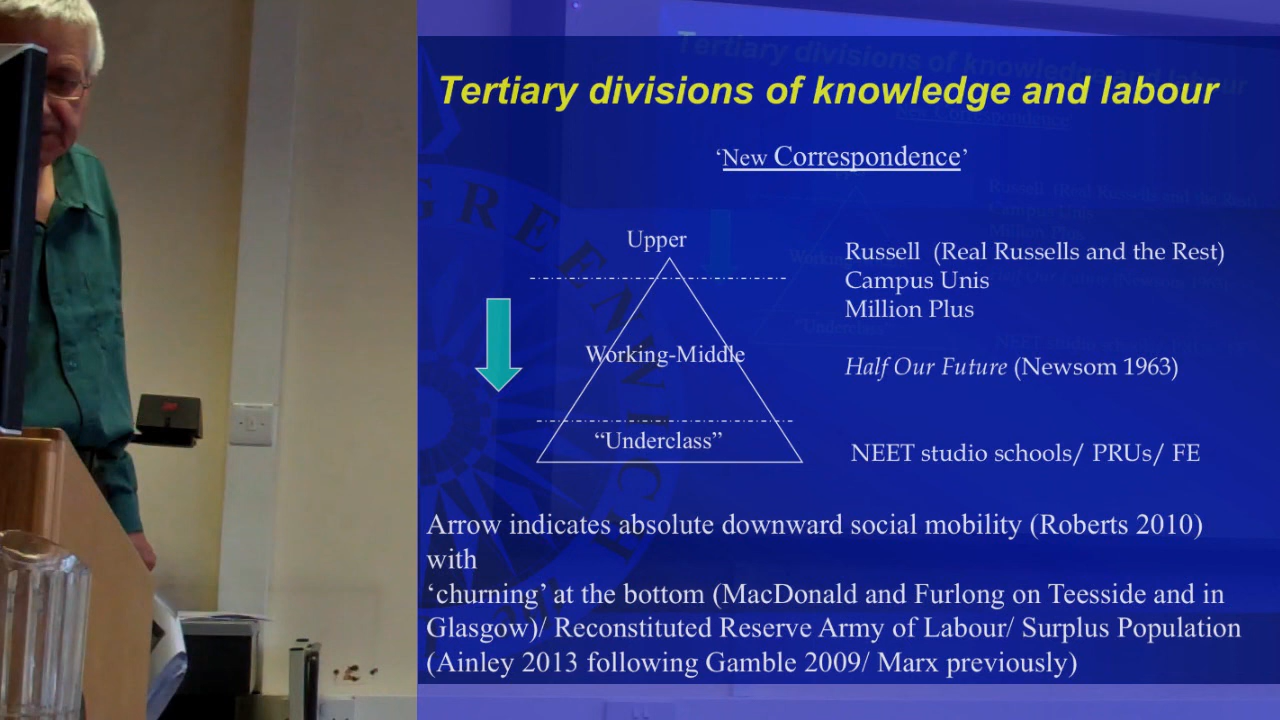 Tertiary divisions of knowledge and labour
‘New Correspondence’
Upper
Russell (Real Russells and the Rest)
Campus Unis
Million Plus
Working-Middle
Half Our Future (Newsom 1963)
“Underclass”
NEET studio schools/ PRUs/ FE
Arrow indicates absolute downward social mobility (Roberts 2010)
with
‘churning’ at the bottom (MacDonald and Furlong on Teesside and in
Glasgow)/ Reconstituted Reserve Army of Labour/ Surplus Population
(Ainley 2013 following Gamble 2009/ Marx previously)
GREENWICH